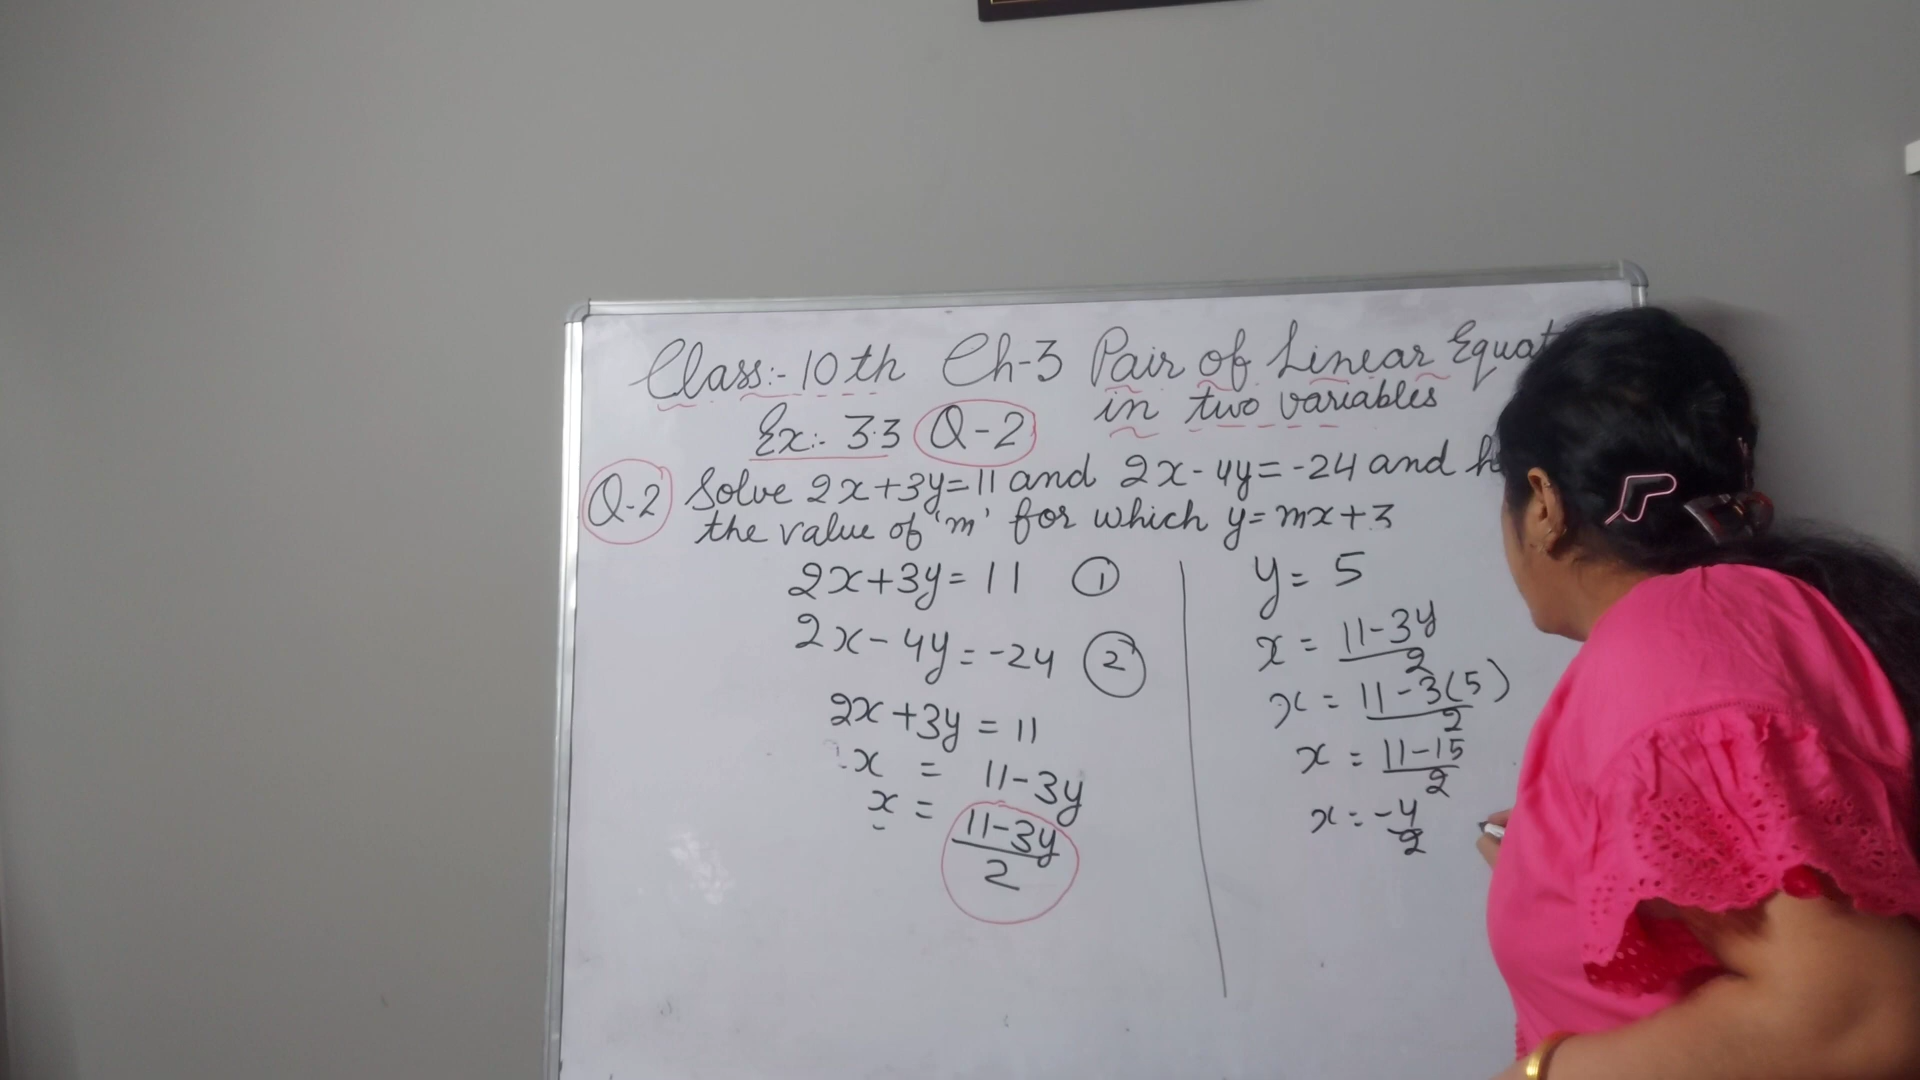 Class:- 10th Ch-3 Pair of Linear
in two variables
Ex:- 3.3 Q-2
Q-2 Solve 2x+3y=11 and 2x-4y=-24 and
the value of 'm' for which y=mx+3
2x+3y=11 ①
2x-4y=-24 ②
2x+3y=11
x = 11-3y
x = 11-3y
2
y = 5
x = 11-3y
2
x = 11-3(5)
2
x = 11-15
2
x = -4
2